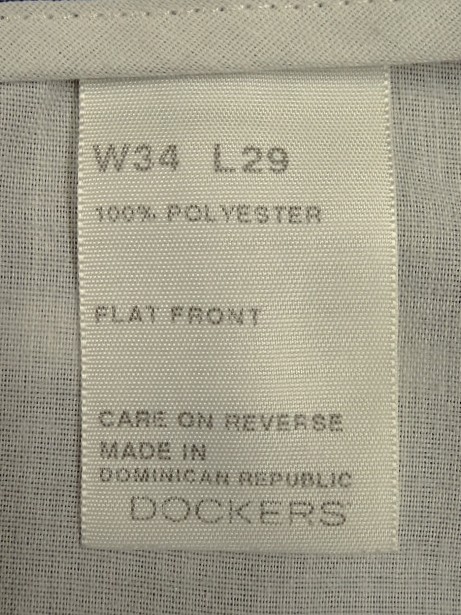 W34 L29
100% POLYESTER
FLAT FRONT
CARE ON REVERSE
MADE IN
DOMINICAN REPUBLIC
DOCKERS